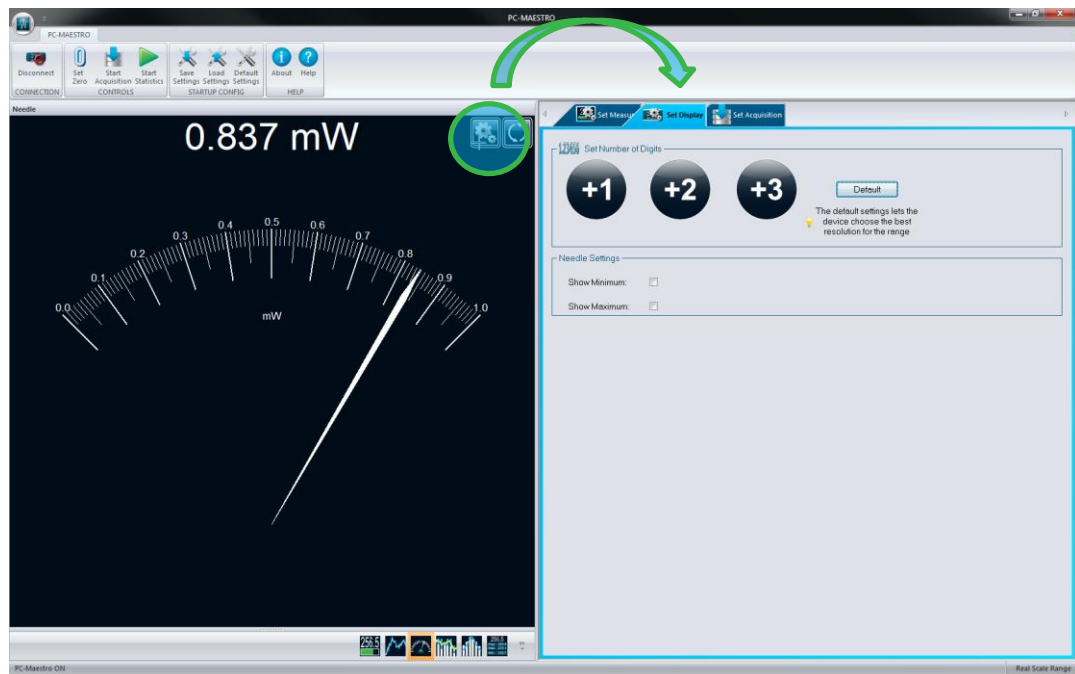 PC-MAESTRO
PC-MAESTRO
Disconnect
CONNECTION
Set Zero
Start Acquisition
Start Statistics
CONTROLS
Save Settings
Load Settings
Default Settings
STARTUP CONFIG
About
Help
HELP
Needle
0.837 mW
0.0
0.1
0.2
0.3
0.4
0.5
0.6
0.7
0.8
0.9
1.0
mW
256.5
256.5
Set Measur
Set Display
Set Acquisition
Set Number of Digits
+1
+2
+3
Default
The default settings lets the
device choose the best
resolution for the range
Needle Settings
Show Minimum:
Show Maximum:
PC-Maestro ON
Real Scale Range